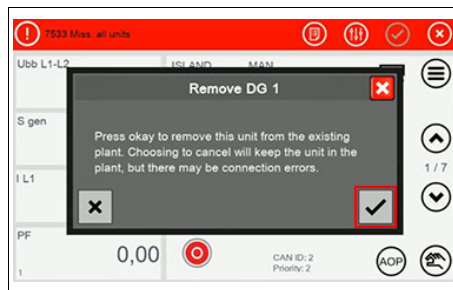 7533 Miss. all units
Ubb L1-L2
ISLAND MAN
Remove DG 1
S gen
Press okay to remove this unit from the existing
plant. Choosing to cancel will keep the unit in the
plant, but there may be connection errors.
I L1
1 / 7
PF
0,00
1
CAN ID: 2
Priority: 2
AOP